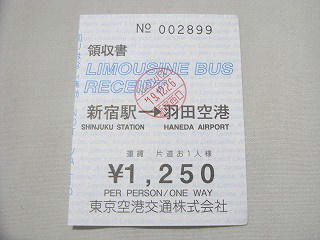 No 002899
領収書
LIMOUSINE BUS
RECEIPT
新宿駅→羽田空港
SHINJUKU STATION HANEDA AIRPORT
運賃 片道お1人様
¥1,250
PER PERSON/ONE WAY
東京空港交通株式会社